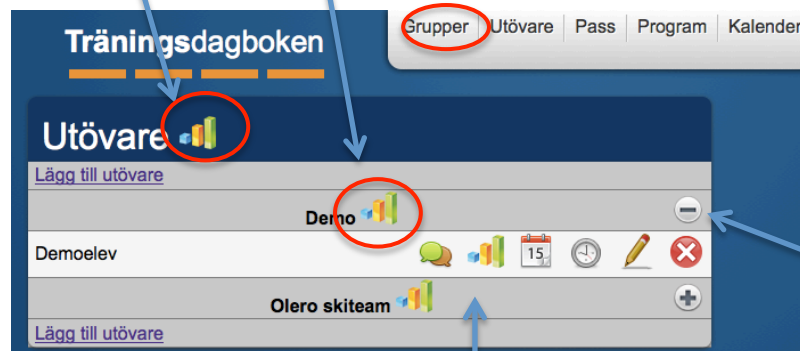 Träningsdagboken
Grupper Utövare Pass Program Kalender
Utövare
Lägg till utövare
Demo
Demoelev
15
Olero skiteam
Lägg till utövare